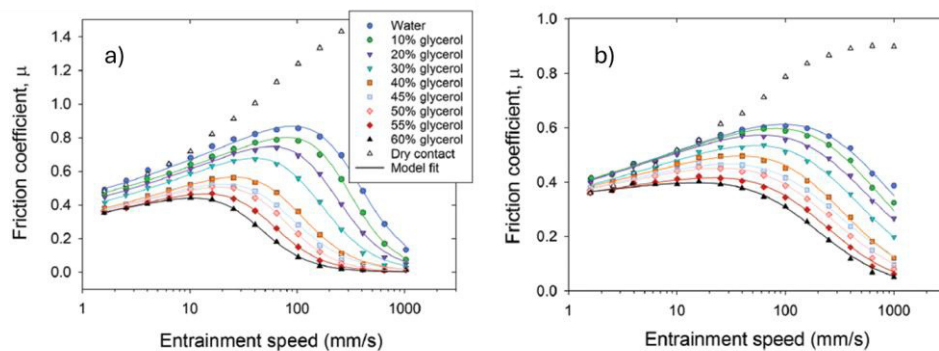 a)
Friction coefficient, μ
1.4
1.2
1.0
0.8
0.6
0.4
0.2
0.0
1
10
100
1000
Entrainment speed (mm/s)
Water
10% glycerol
20% glycerol
30% glycerol
40% glycerol
45% glycerol
50% glycerol
55% glycerol
60% glycerol
Dry contact
Model fit
b)
Friction coefficient, μ
1.0
0.8
0.6
0.4
0.2
0.0
1
10
100
1000
Entrainment speed (mm/s)